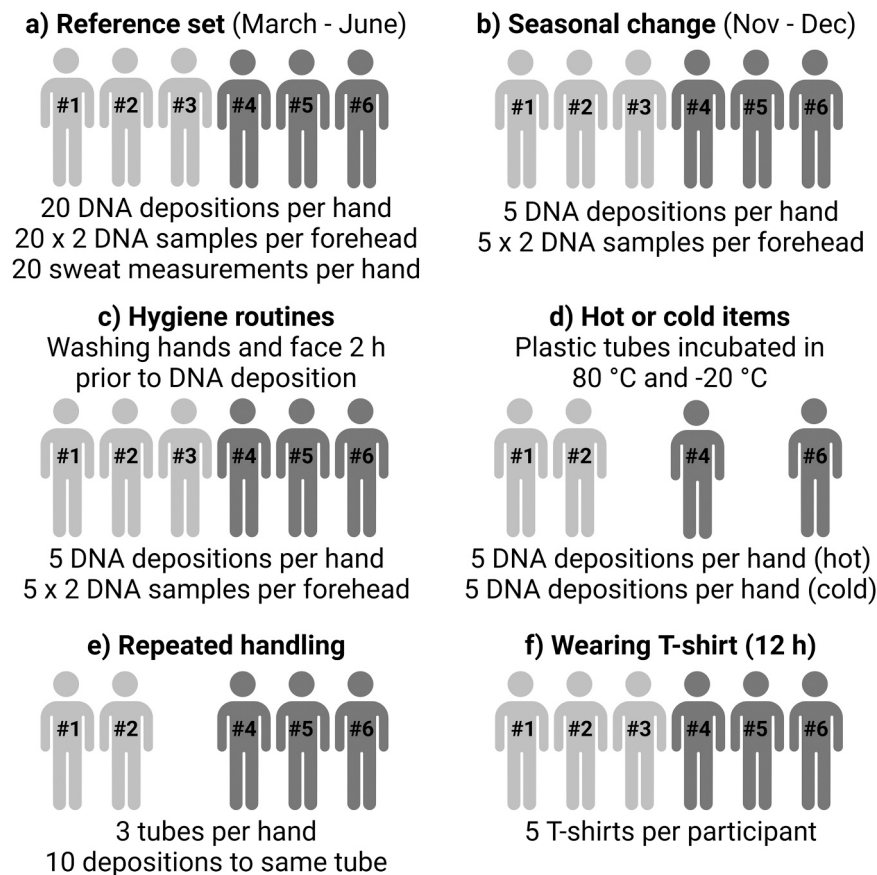 a) Reference set (March - June)
#1 #2 #3 #4 #5 #6
20 DNA depositions per hand
20 x 2 DNA samples per forehead
20 sweat measurements per hand
b) Seasonal change (Nov - Dec)
#1 #2 #3 #4 #5 #6
5 DNA depositions per hand
5 x 2 DNA samples per forehead
c) Hygiene routines
Washing hands and face 2 h
prior to DNA deposition
#1 #2 #3 #4 #5 #6
5 DNA depositions per hand
5 x 2 DNA samples per forehead
d) Hot or cold items
Plastic tubes incubated in
80 °C and -20 °C
#1 #2 #4 #6
5 DNA depositions per hand (hot)
5 DNA depositions per hand (cold)
e) Repeated handling
#1 #2 #4 #5 #6
3 tubes per hand
10 depositions to same tube
f) Wearing T-shirt (12 h)
#1 #2 #3 #4 #5 #6
5 T-shirts per participant